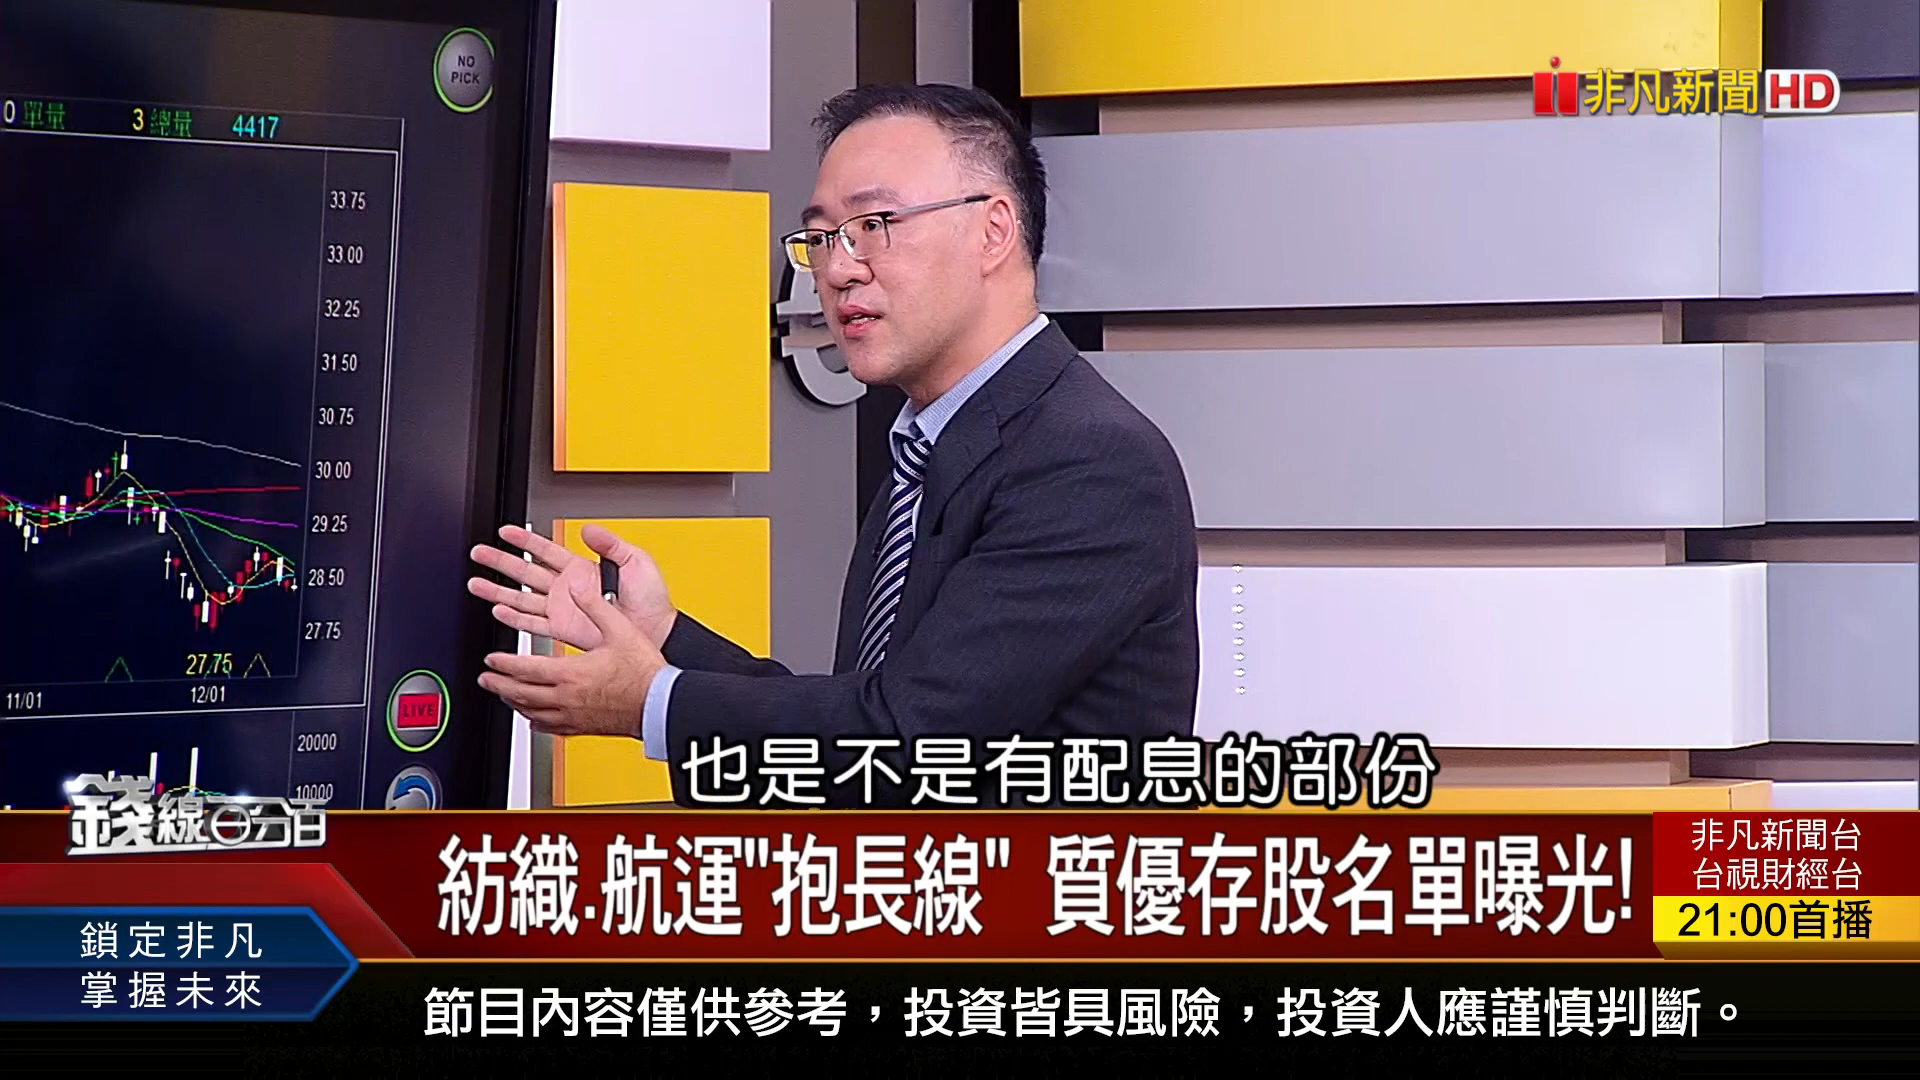 NO
PICK
0 單量 3 總量 4417
33.75
33.00
32.25
31.50
30.75
30.00
29.25
28.50
27.75
27.75
11/01 12/01
LIVE
20000
10000
非凡新聞HD
也是不是有配息的部份
錢線百分百
紡織.航運"抱長線" 質優存股名單曝光!
非凡新聞台
台視財經台
21:00首播
鎖定非凡
掌握未來
節目內容僅供參考，投資皆具風險，投資人應謹慎判斷。